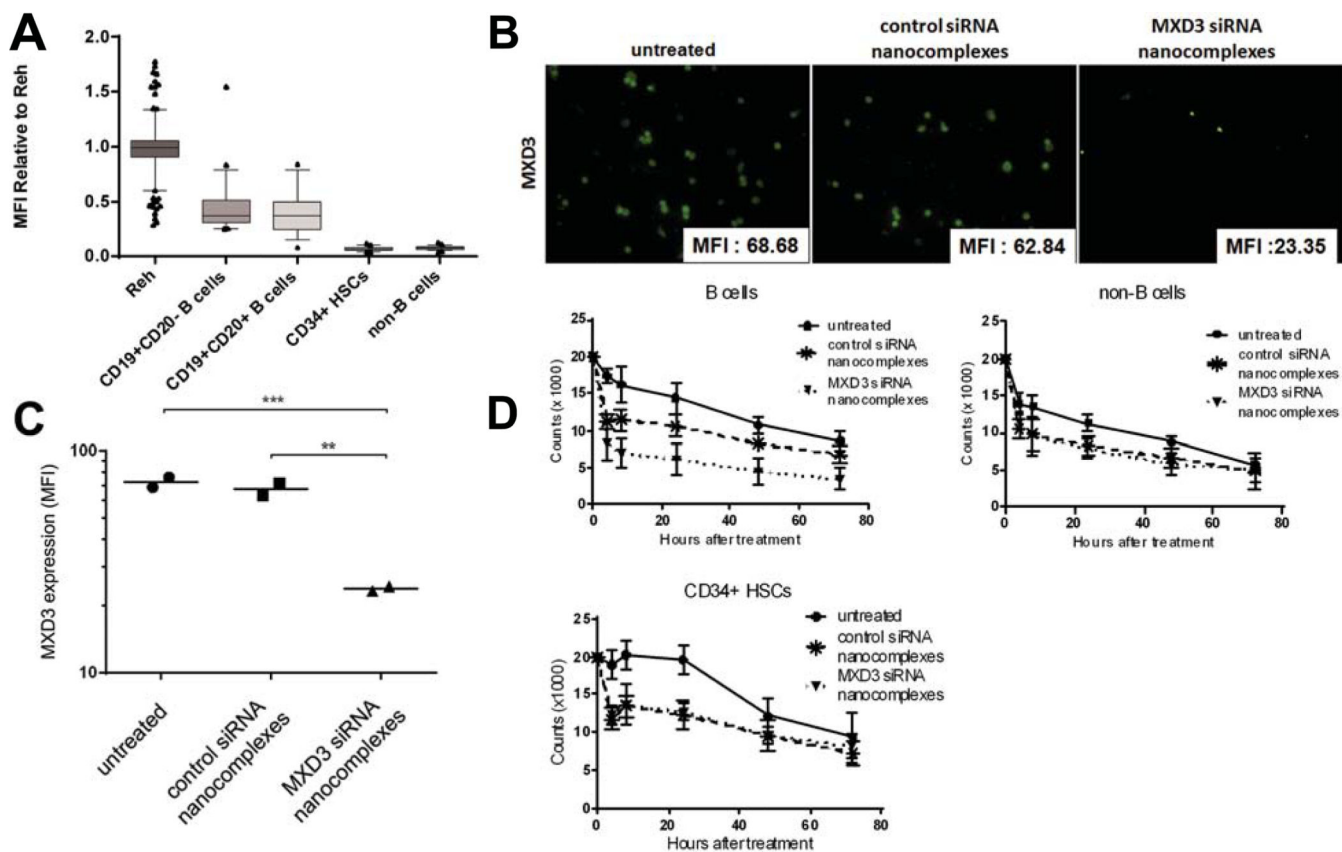 A
MFI Relative to Reh
2.0
1.5
1.0
0.5
0.0
Reh
CD19+CD20- B cells
CD19+CD20+ B cells
CD34+ HSCs
non-B cells
B
untreated
control siRNA
nanocomplexes
MXD3 siRNA
nanocomplexes
MXD3
MFI : 68.68
MFI : 62.84
MFI :23.35
C
MXD3 expression (MFI)
100
10
***
**
untreated
control siRNA
nanocomplexes
MXD3 siRNA
nanocomplexes
D
B cells
Counts (x 1000)
25
20
15
10
5
0
0
20
40
60
80
Hours after treatment
untreated
control siRNA
nanocomplexes
MXD3 siRNA
nanocomplexes
non-B cells
Counts (x 1000)
25
20
15
10
5
0
0
20
40
60
80
Hours after treatment
untreated
control siRNA
nanocomplexes
MXD3 siRNA
nanocomplexes
CD34+ HSCs
Counts (x1000)
25
20
15
10
5
0
0
20
40
60
80
Hours after treatment
untreated
control siRNA
nanocomplexes
MXD3 siRNA
nanocomplexes